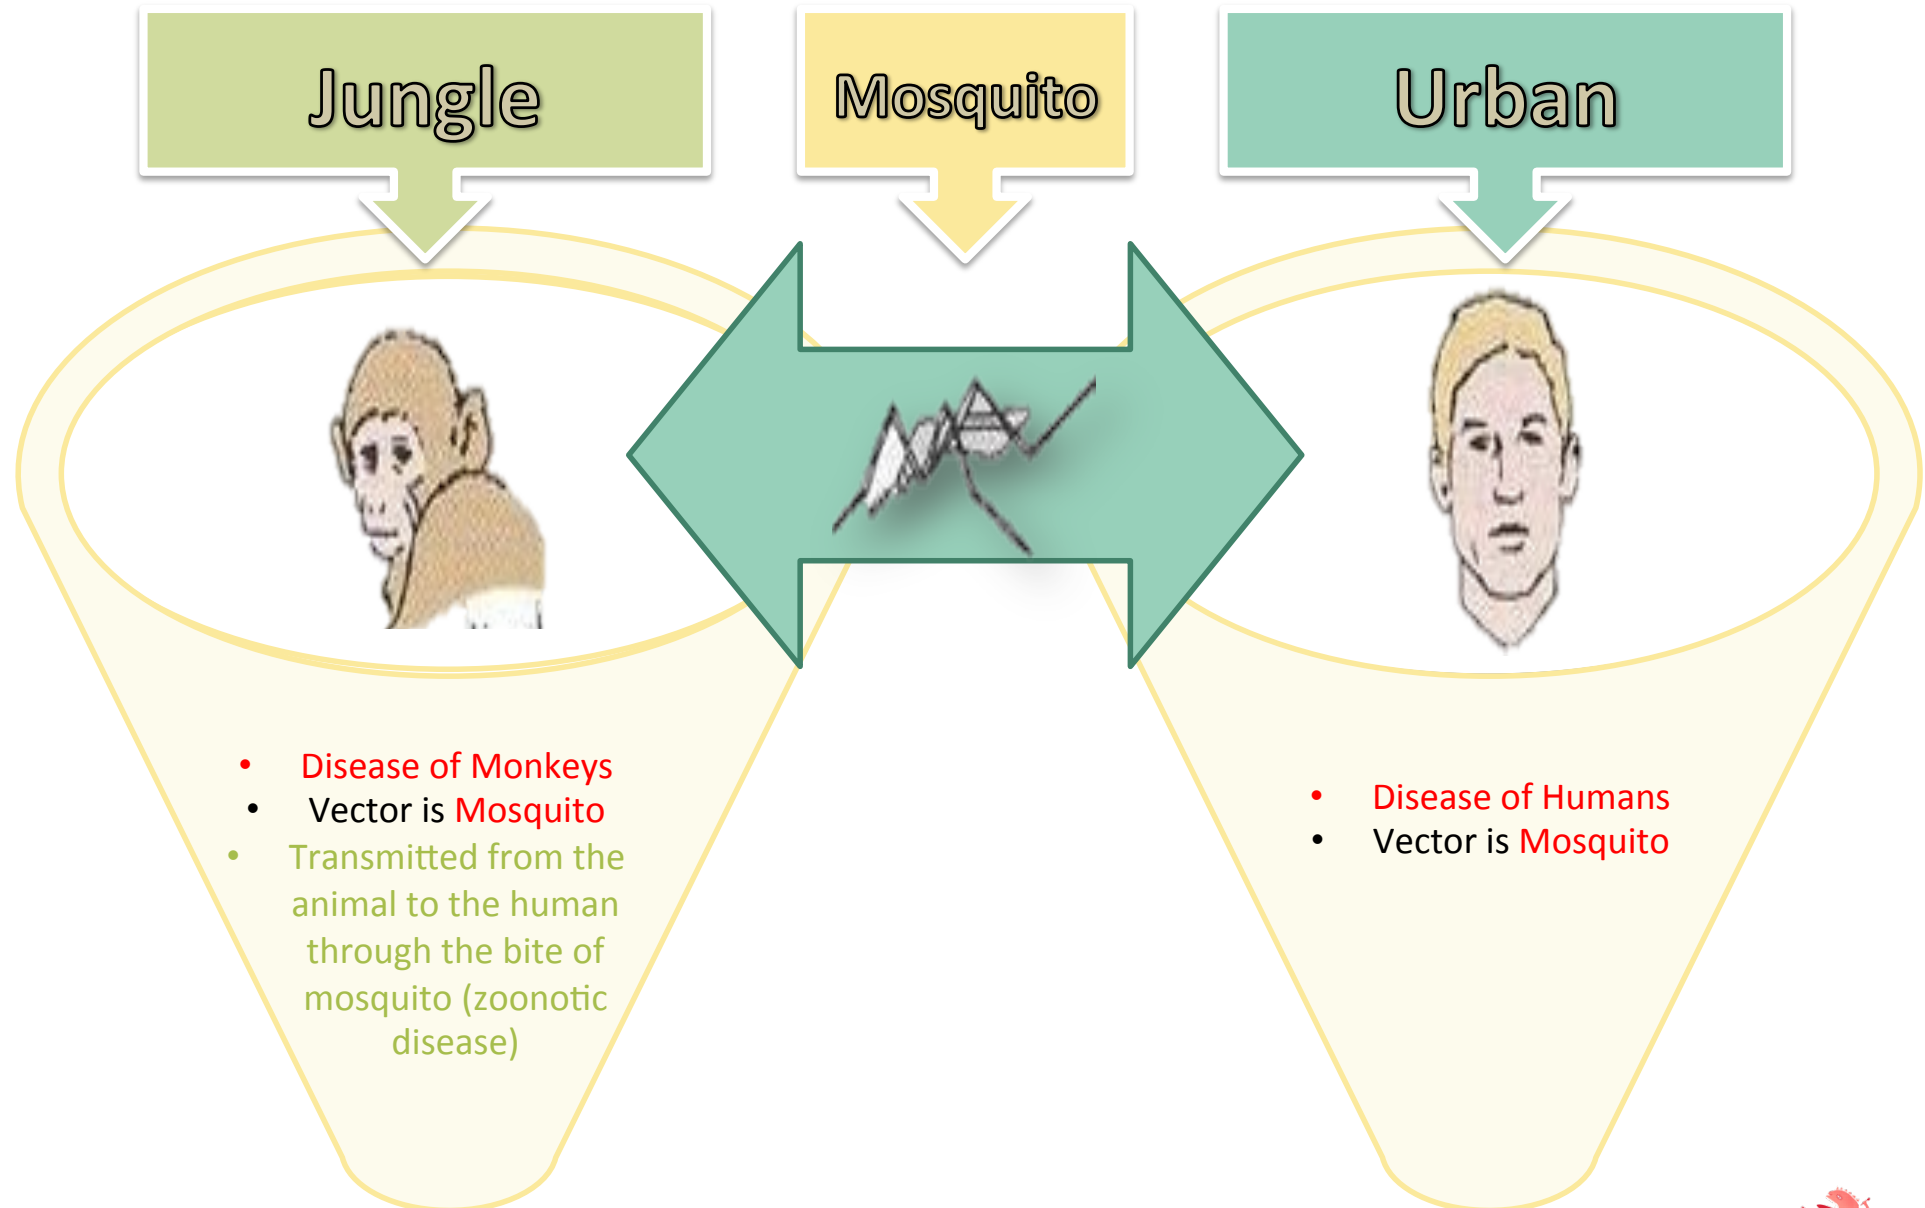 Jungle
Mosquito
Urban
• Disease of Monkeys
• Vector is Mosquito
• Transmitted from the
animal to the human
through the bite of
mosquito (zoonotic
disease)
• Disease of Humans
• Vector is Mosquito